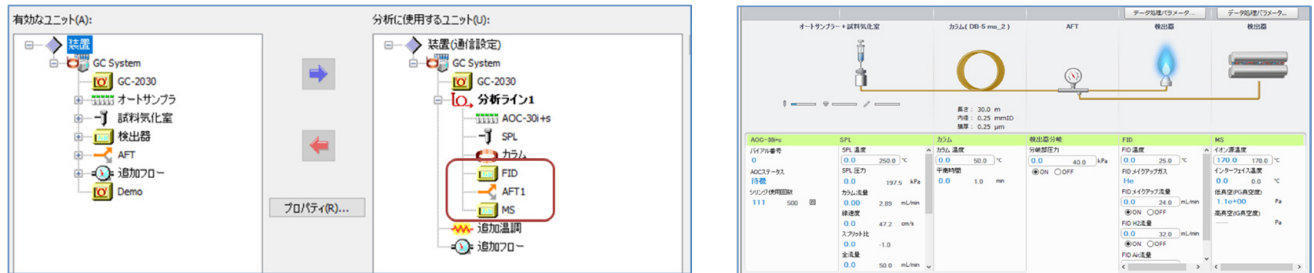 有効なユニット(A):
装置
GC System
GC-2030
オートサンプラ
試料気化室
検出器
AFT
追加フロー
Demo
プロパティ(R)...
分析に使用するユニット(U):
装置(通信設定)
GC System
GC-2030
分析ライン1
AOC-30i+s
SPL
カラム
FID
AFT1
MS
追加温調
追加フロー
データ処理パラメータ...
データ処理パラメータ...
オートサンプラー+試料気化室
カラム( DB-5 ms_2 )
AFT
検出器
検出器
長さ: 30.0 m
内径: 0.25 mmID
膜厚: 0.25 μm
AOC-30i+s
バイアル番号
0
AOCステータス
待機
シリンジ使用回数
111 500 回
SPL
SPL 温度
0.0 250.0 ℃
SPL 圧力
0.0 197.5 kPa
カラム流量
0.00 2.89 mL/min
線速度
0.0 47.2 cm/s
スプリット比
0.0 -1.0
全流量
0.0 50.0 mL/min
カラム
カラム 温度
0.0 50.0 ℃
平衡時間
0.0 1.0 min
検出器分岐
分岐部圧力
0.0 40.0 kPa
ON OFF
FID
FID 温度
0.0 25.0 ℃
FID メイクアップガス
He
FID メイクアップ流量
0.0 24.0 mL/min
ON OFF
FID H2流量
0.0 32.0 mL/min
ON OFF
FID Air流量
MS
イオン源温度
170.0 170.0 ℃
インターフェイス温度
0.0 0.0 ℃
低真空(PG真空度)
1.1e+00 Pa
高真空(IG真空度)
---- Pa